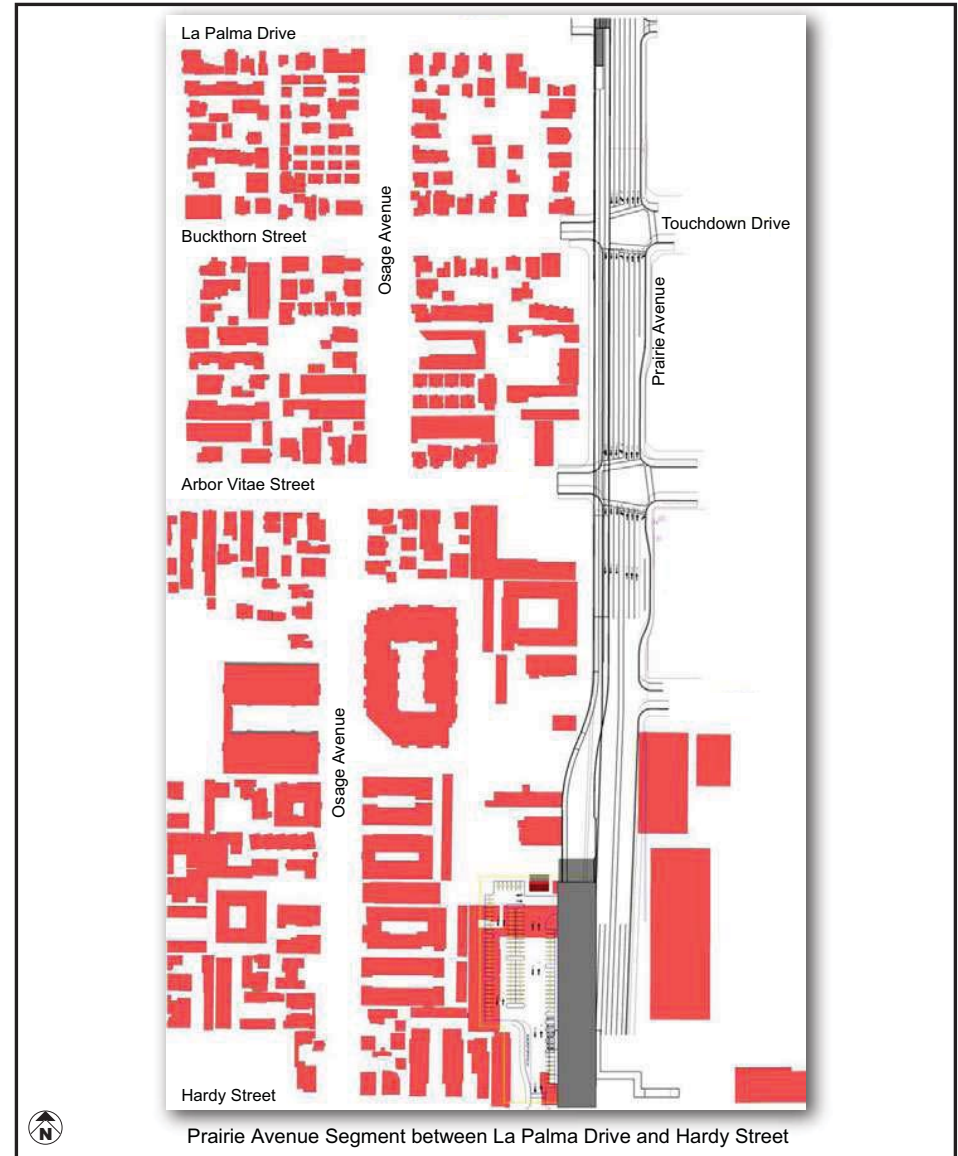 La Palma Drive
Osage Avenue
Buckthorn Street
Touchdown Drive
Prairie Avenue
Arbor Vitae Street
Osage Avenue
Hardy Street
N
Prairie Avenue Segment between La Palma Drive and Hardy Street